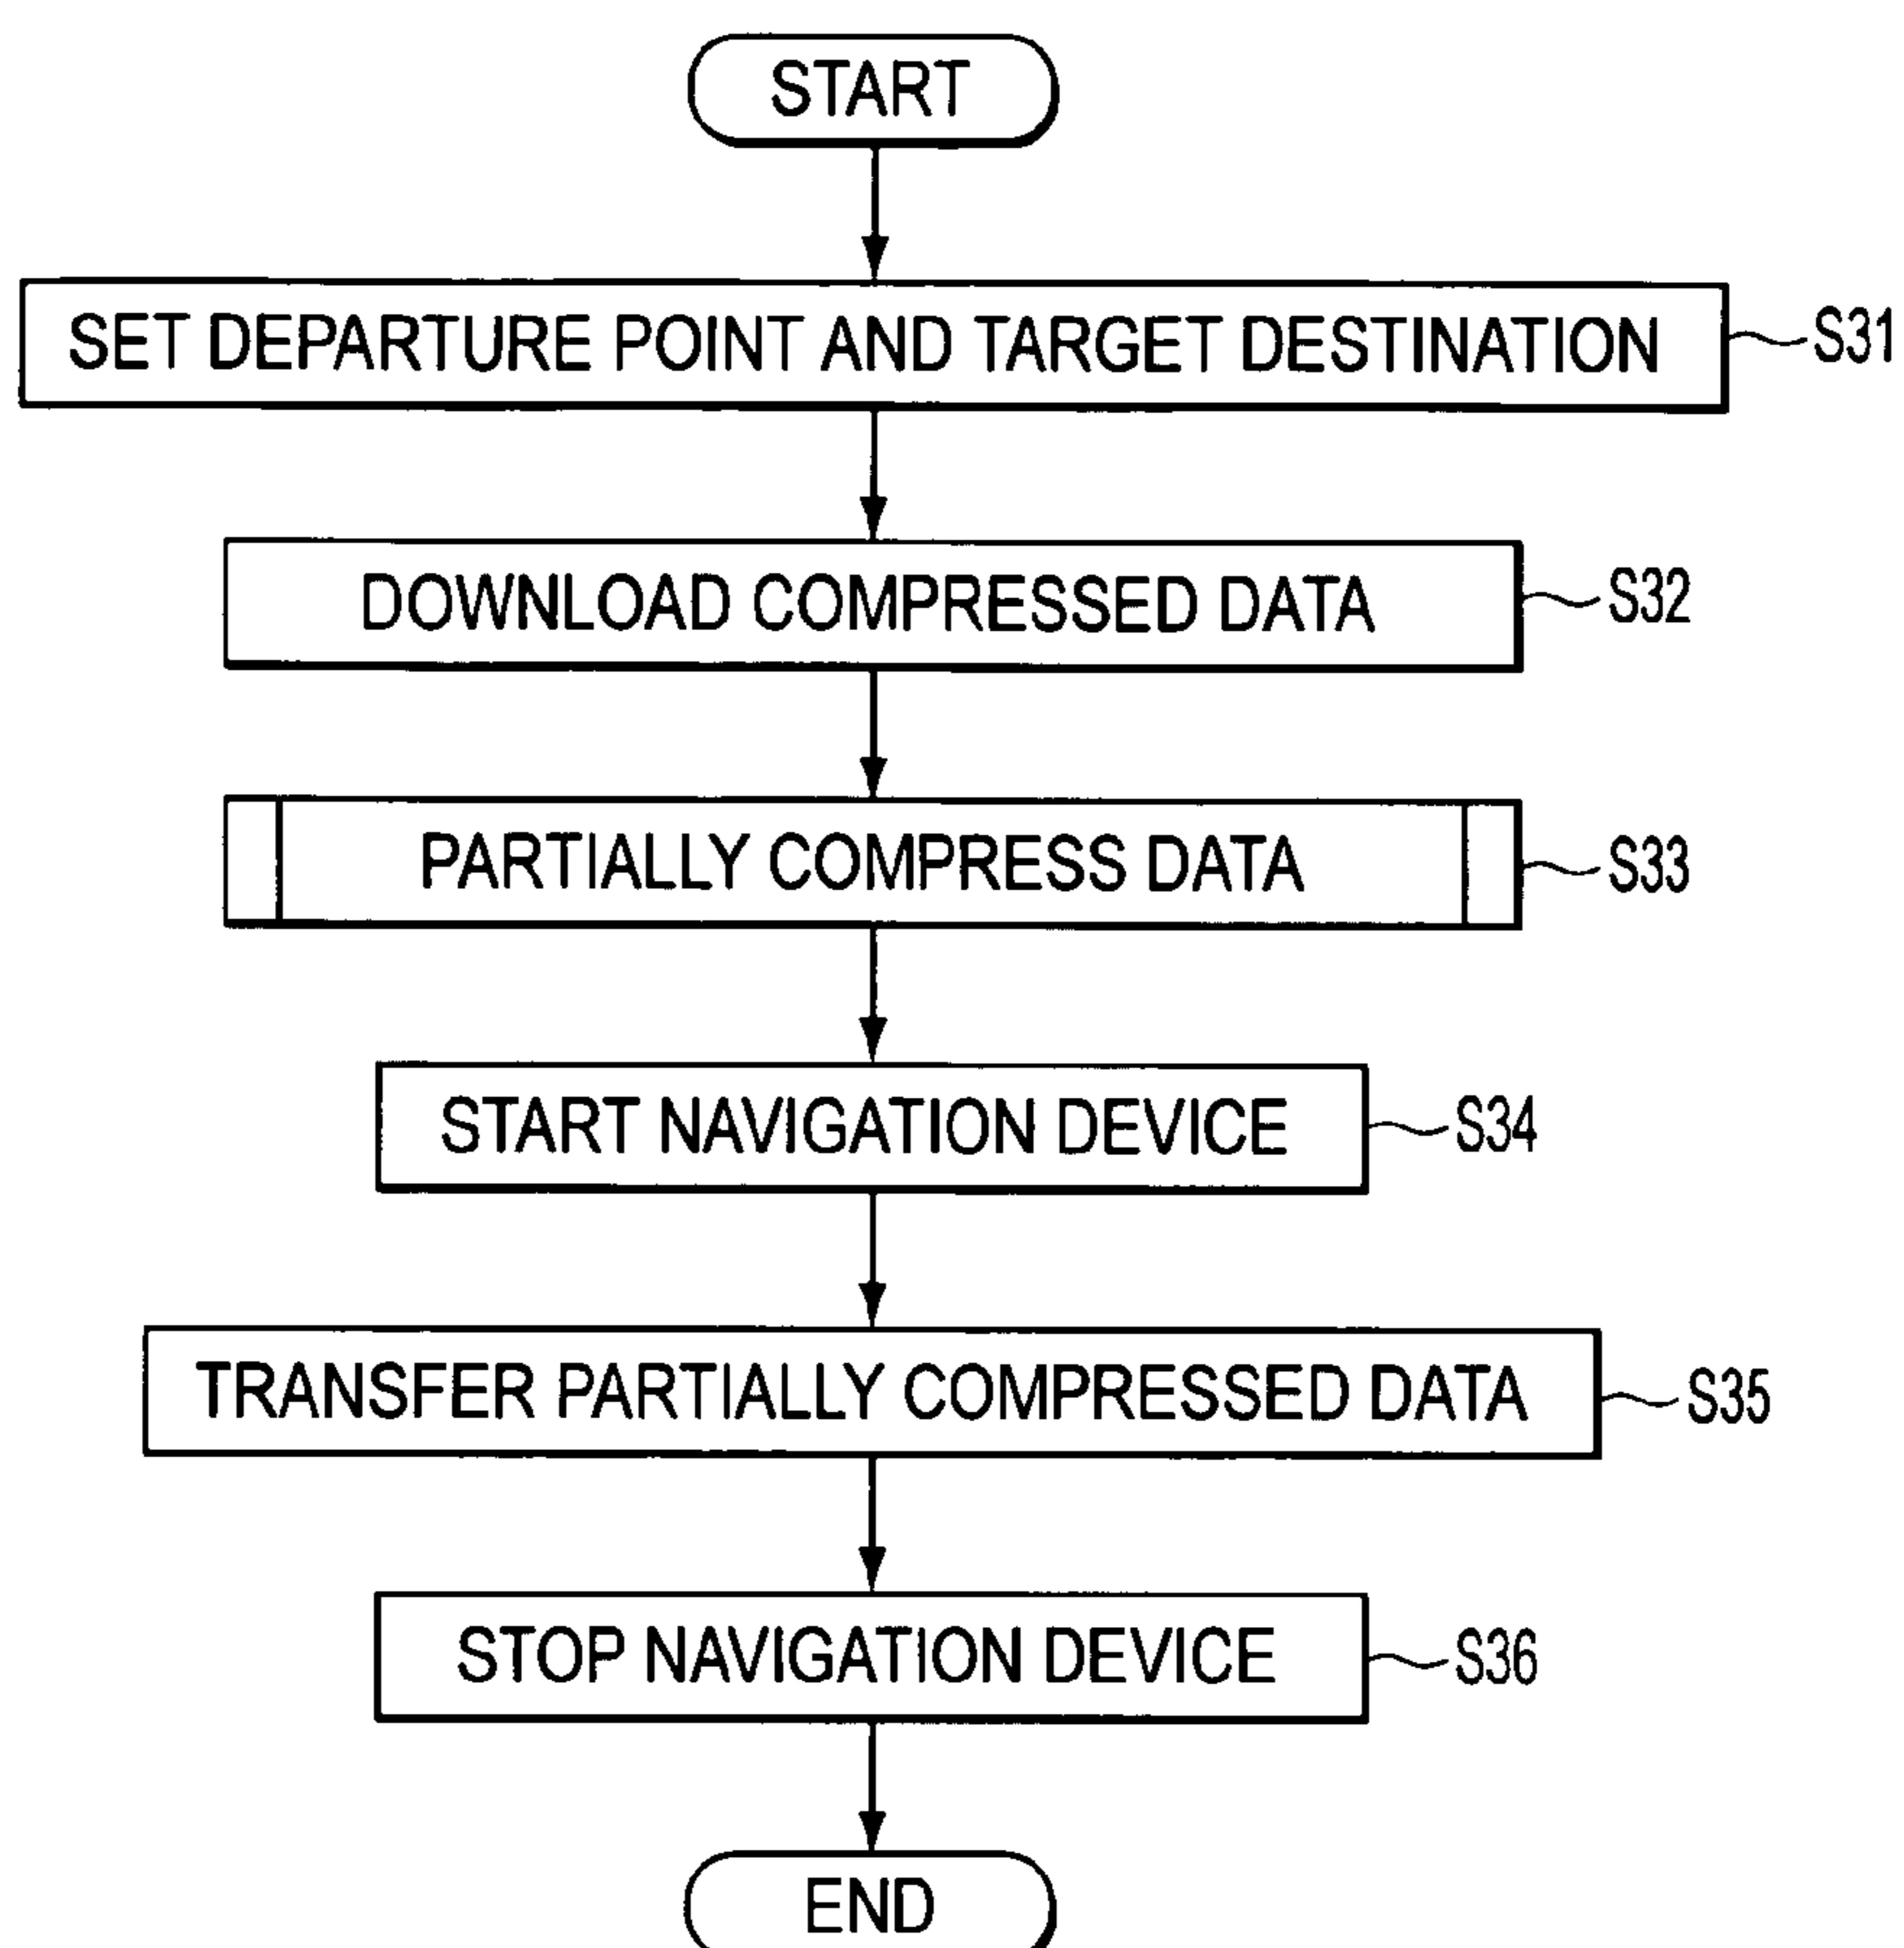 START
SET DEPARTURE POINT AND TARGET DESTINATION
S31
DOWNLOAD COMPRESSED DATA
S32
PARTIALLY COMPRESS DATA
S33
START NAVIGATION DEVICE
S34
TRANSFER PARTIALLY COMPRESSED DATA
S35
STOP NAVIGATION DEVICE
S36
END